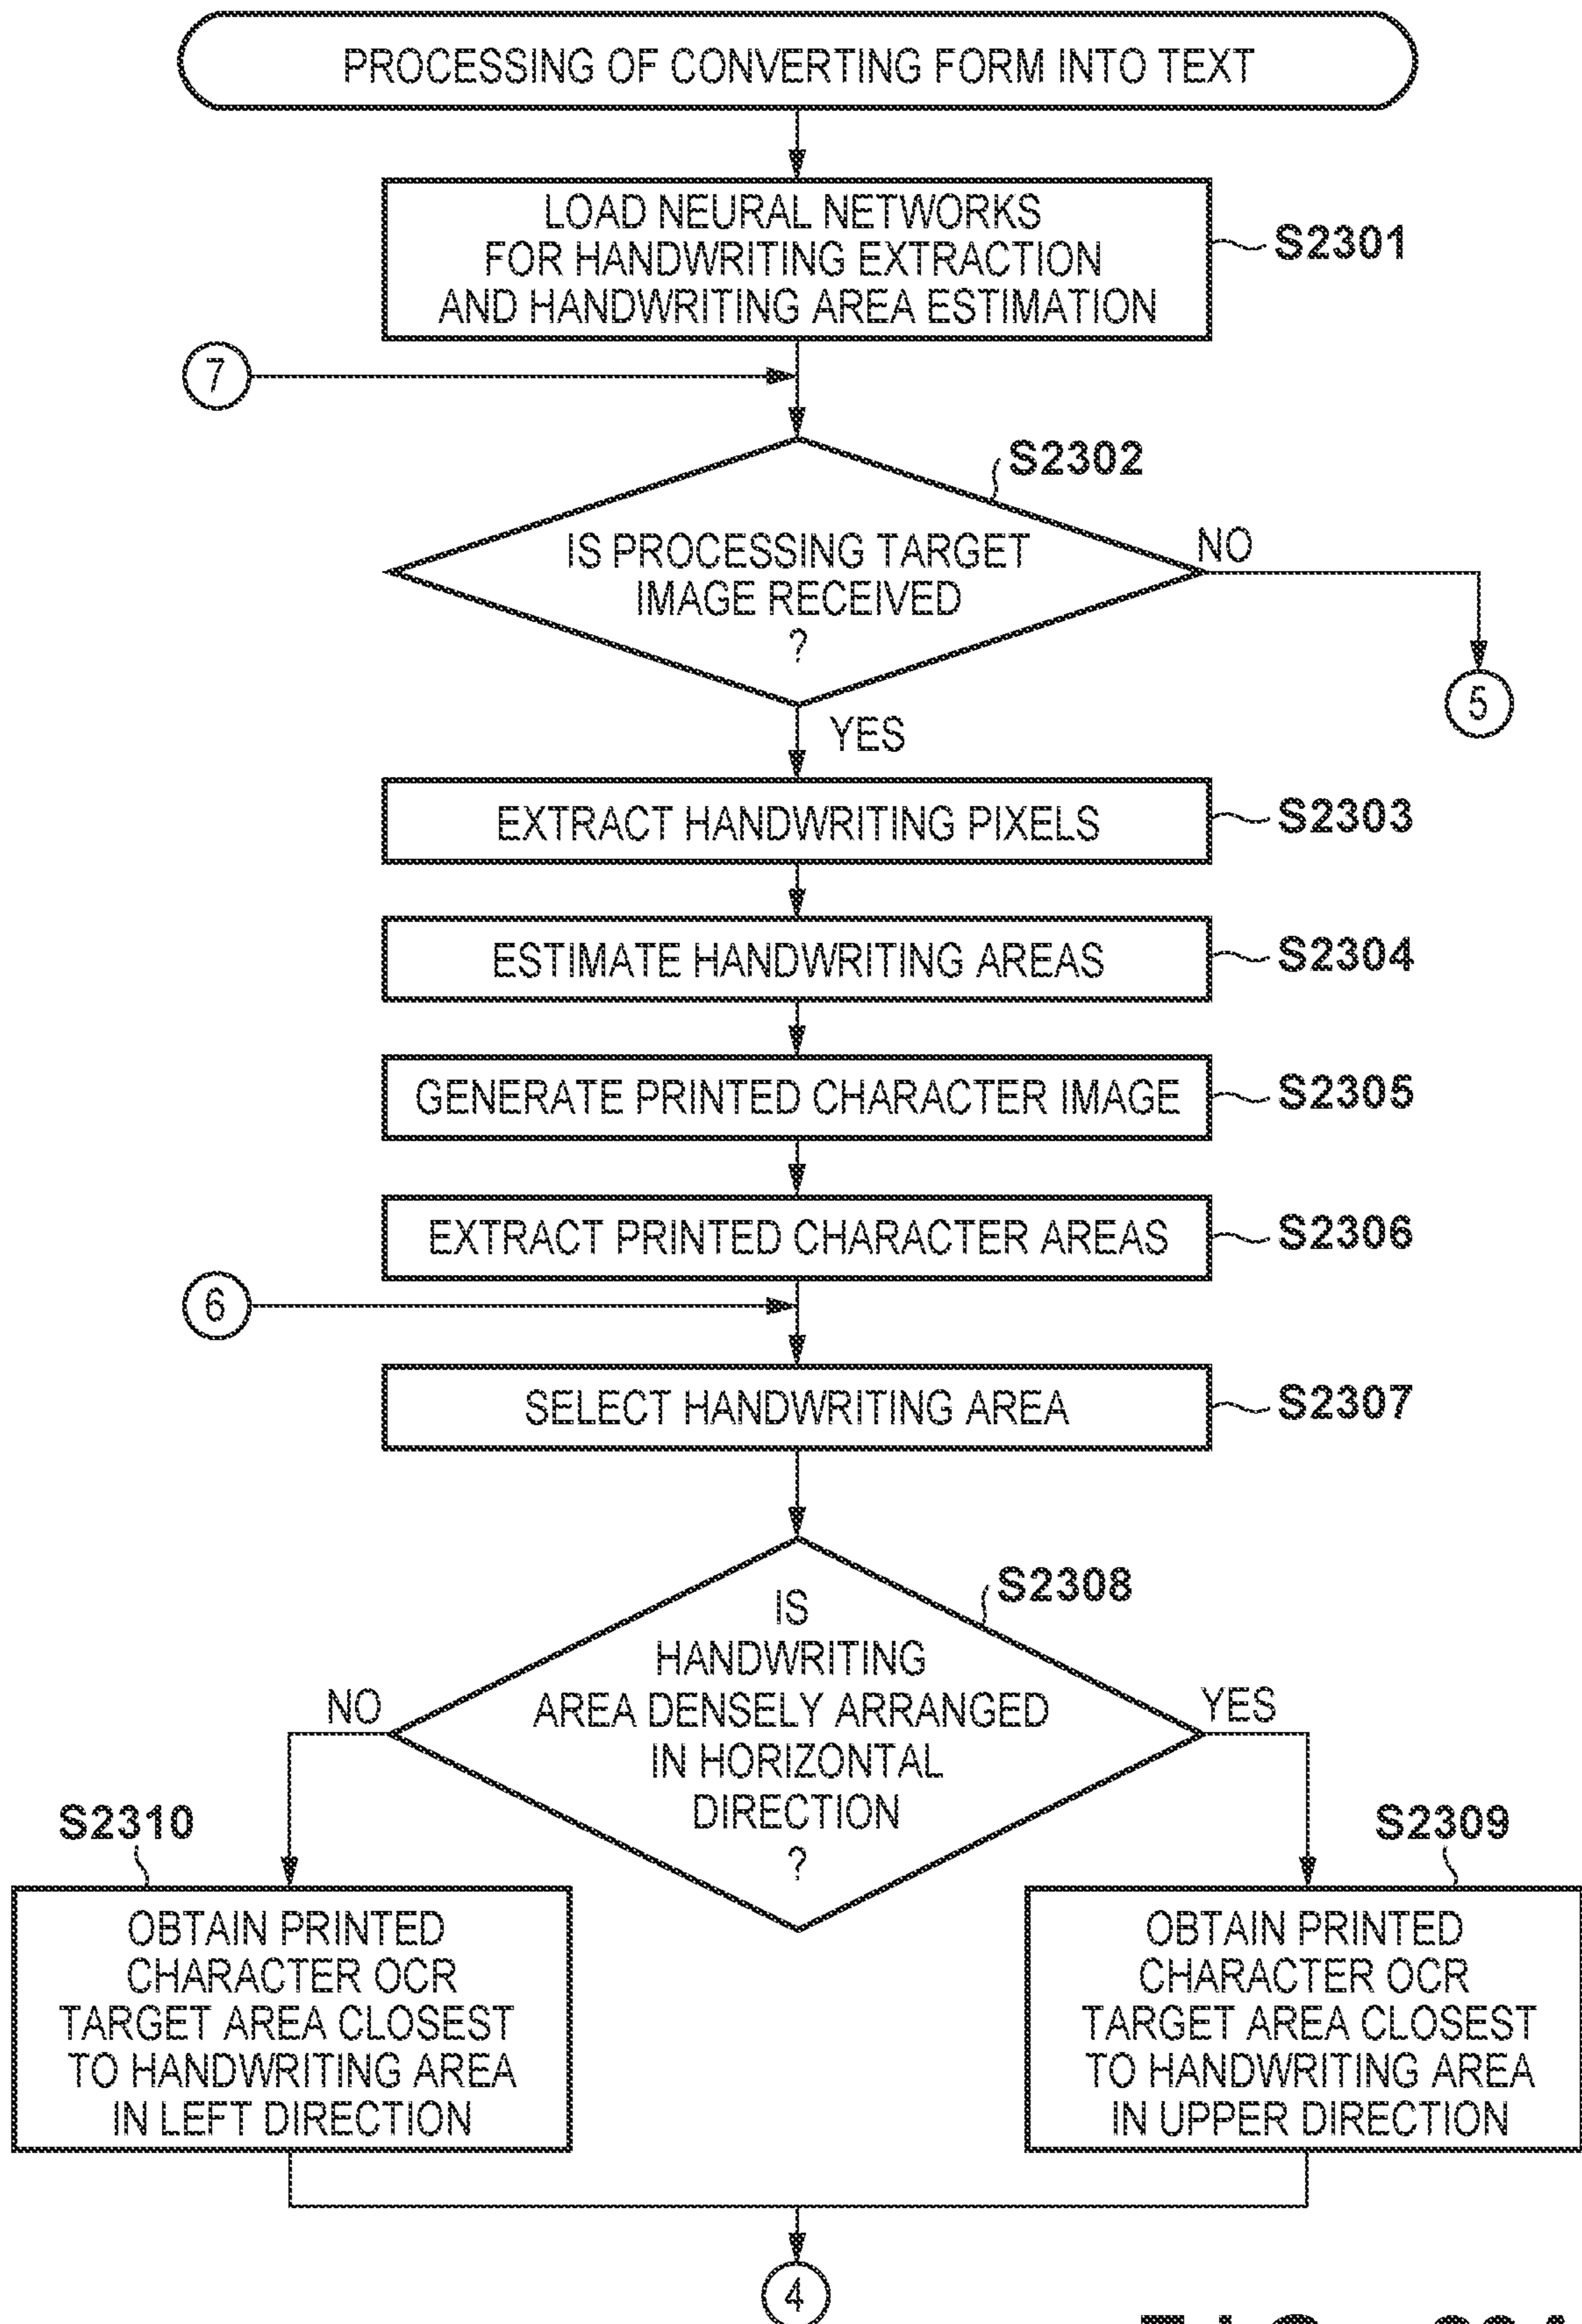 PROCESSING OF CONVERTING FORM INTO TEXT
LOAD NEURAL NETWORKS
FOR HANDWRITING EXTRACTION
AND HANDWRITING AREA ESTIMATION
S2301
7
S2302
IS PROCESSING TARGET
IMAGE RECEIVED
?
NO
5
YES
EXTRACT HANDWRITING PIXELS
S2303
ESTIMATE HANDWRITING AREAS
S2304
GENERATE PRINTED CHARACTER IMAGE
S2305
EXTRACT PRINTED CHARACTER AREAS
S2306
6
SELECT HANDWRITING AREA
S2307
S2308
IS
HANDWRITING
AREA DENSELY ARRANGED
IN HORIZONTAL
DIRECTION
?
NO
YES
S2310
OBTAIN PRINTED
CHARACTER OCR
TARGET AREA CLOSEST
TO HANDWRITING AREA
IN LEFT DIRECTION
S2309
OBTAIN PRINTED
CHARACTER OCR
TARGET AREA CLOSEST
TO HANDWRITING AREA
IN UPPER DIRECTION
4